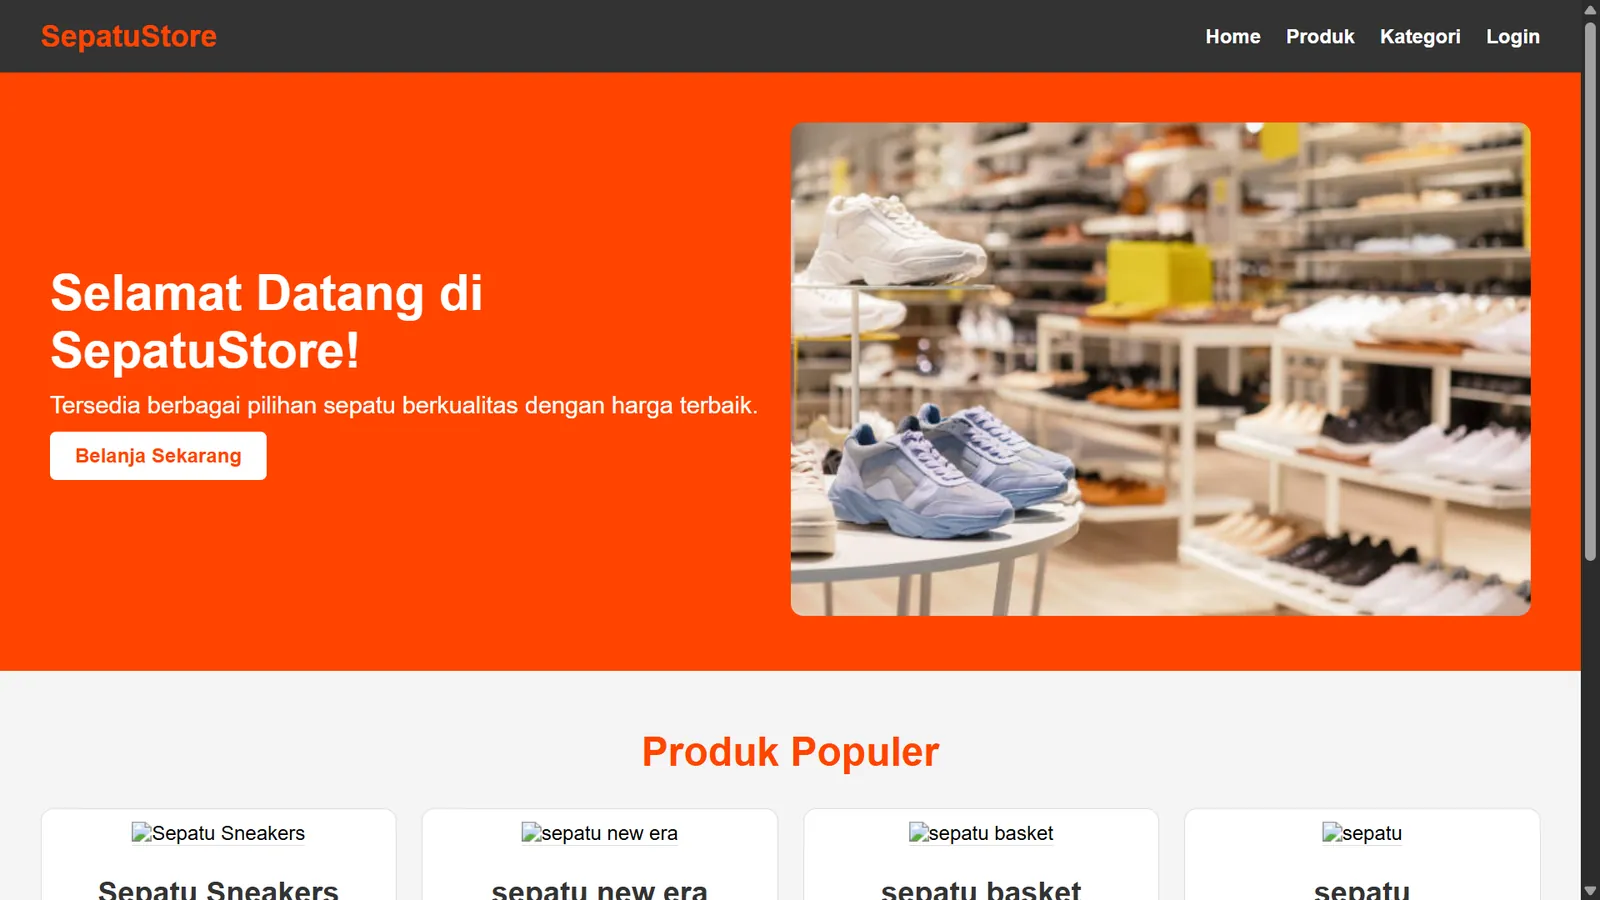 SepatuStore
Home Produk Kategori Login
Selamat Datang di
SepatuStore!
Tersedia berbagai pilihan sepatu berkualitas dengan harga terbaik.
Belanja Sekarang
Produk Populer
Sepatu Sneakers
sepatu new era
sepatu basket
sepatu
Sepatu Sneakers
sepatu new era
sepatu basket
sepatu